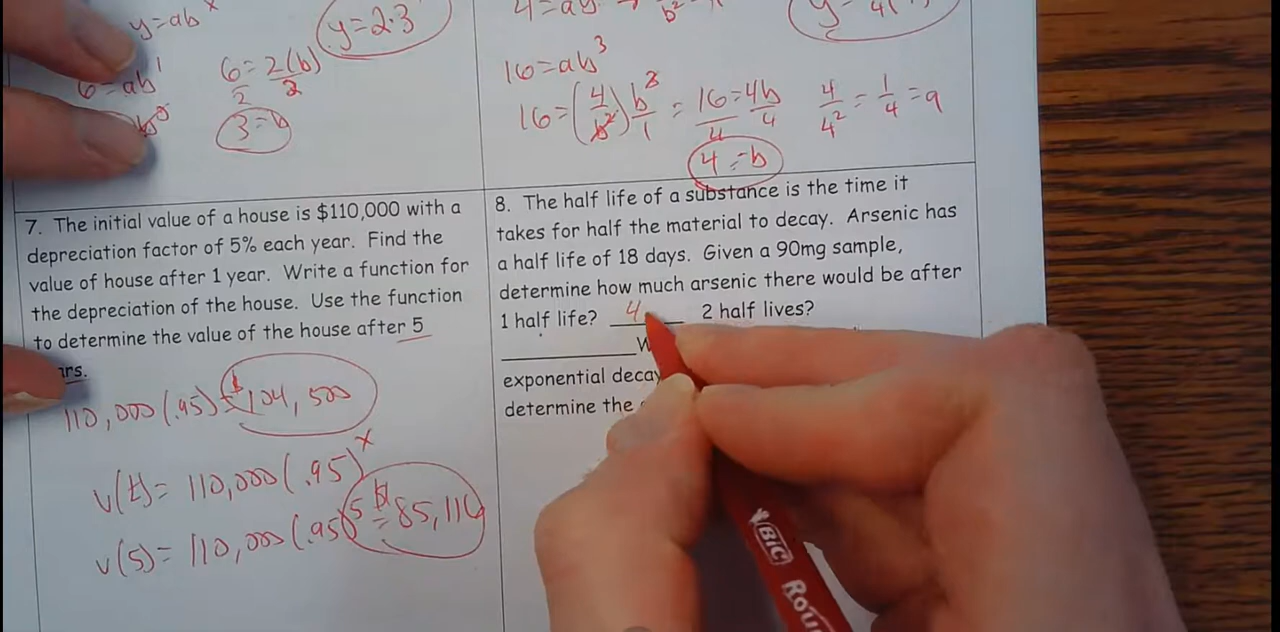 y=ab^x
y=2·3
6=ab^1
6=2(b)
2 2
3=b
16=ab^3
16=(4/b^2) b^3/1 = 16=4b
4 4
4/4^2 = 1/4 = a
4=b
7. The initial value of a house is $110,000 with a
depreciation factor of 5% each year. Find the
value of house after 1 year. Write a function for
the depreciation of the house. Use the function
to determine the value of the house after 5
110,000(.95)=$104,500
v(t)= 110,000(.95)^x
v(5)= 110,000(.95)^5=$85,116
8. The half life of a substance is the time it
takes for half the material to decay. Arsenic has
a half life of 18 days. Given a 90mg sample,
determine how much arsenic there would be after
1 half life? 4 2 half lives?
exponential decay
determine the
BIC